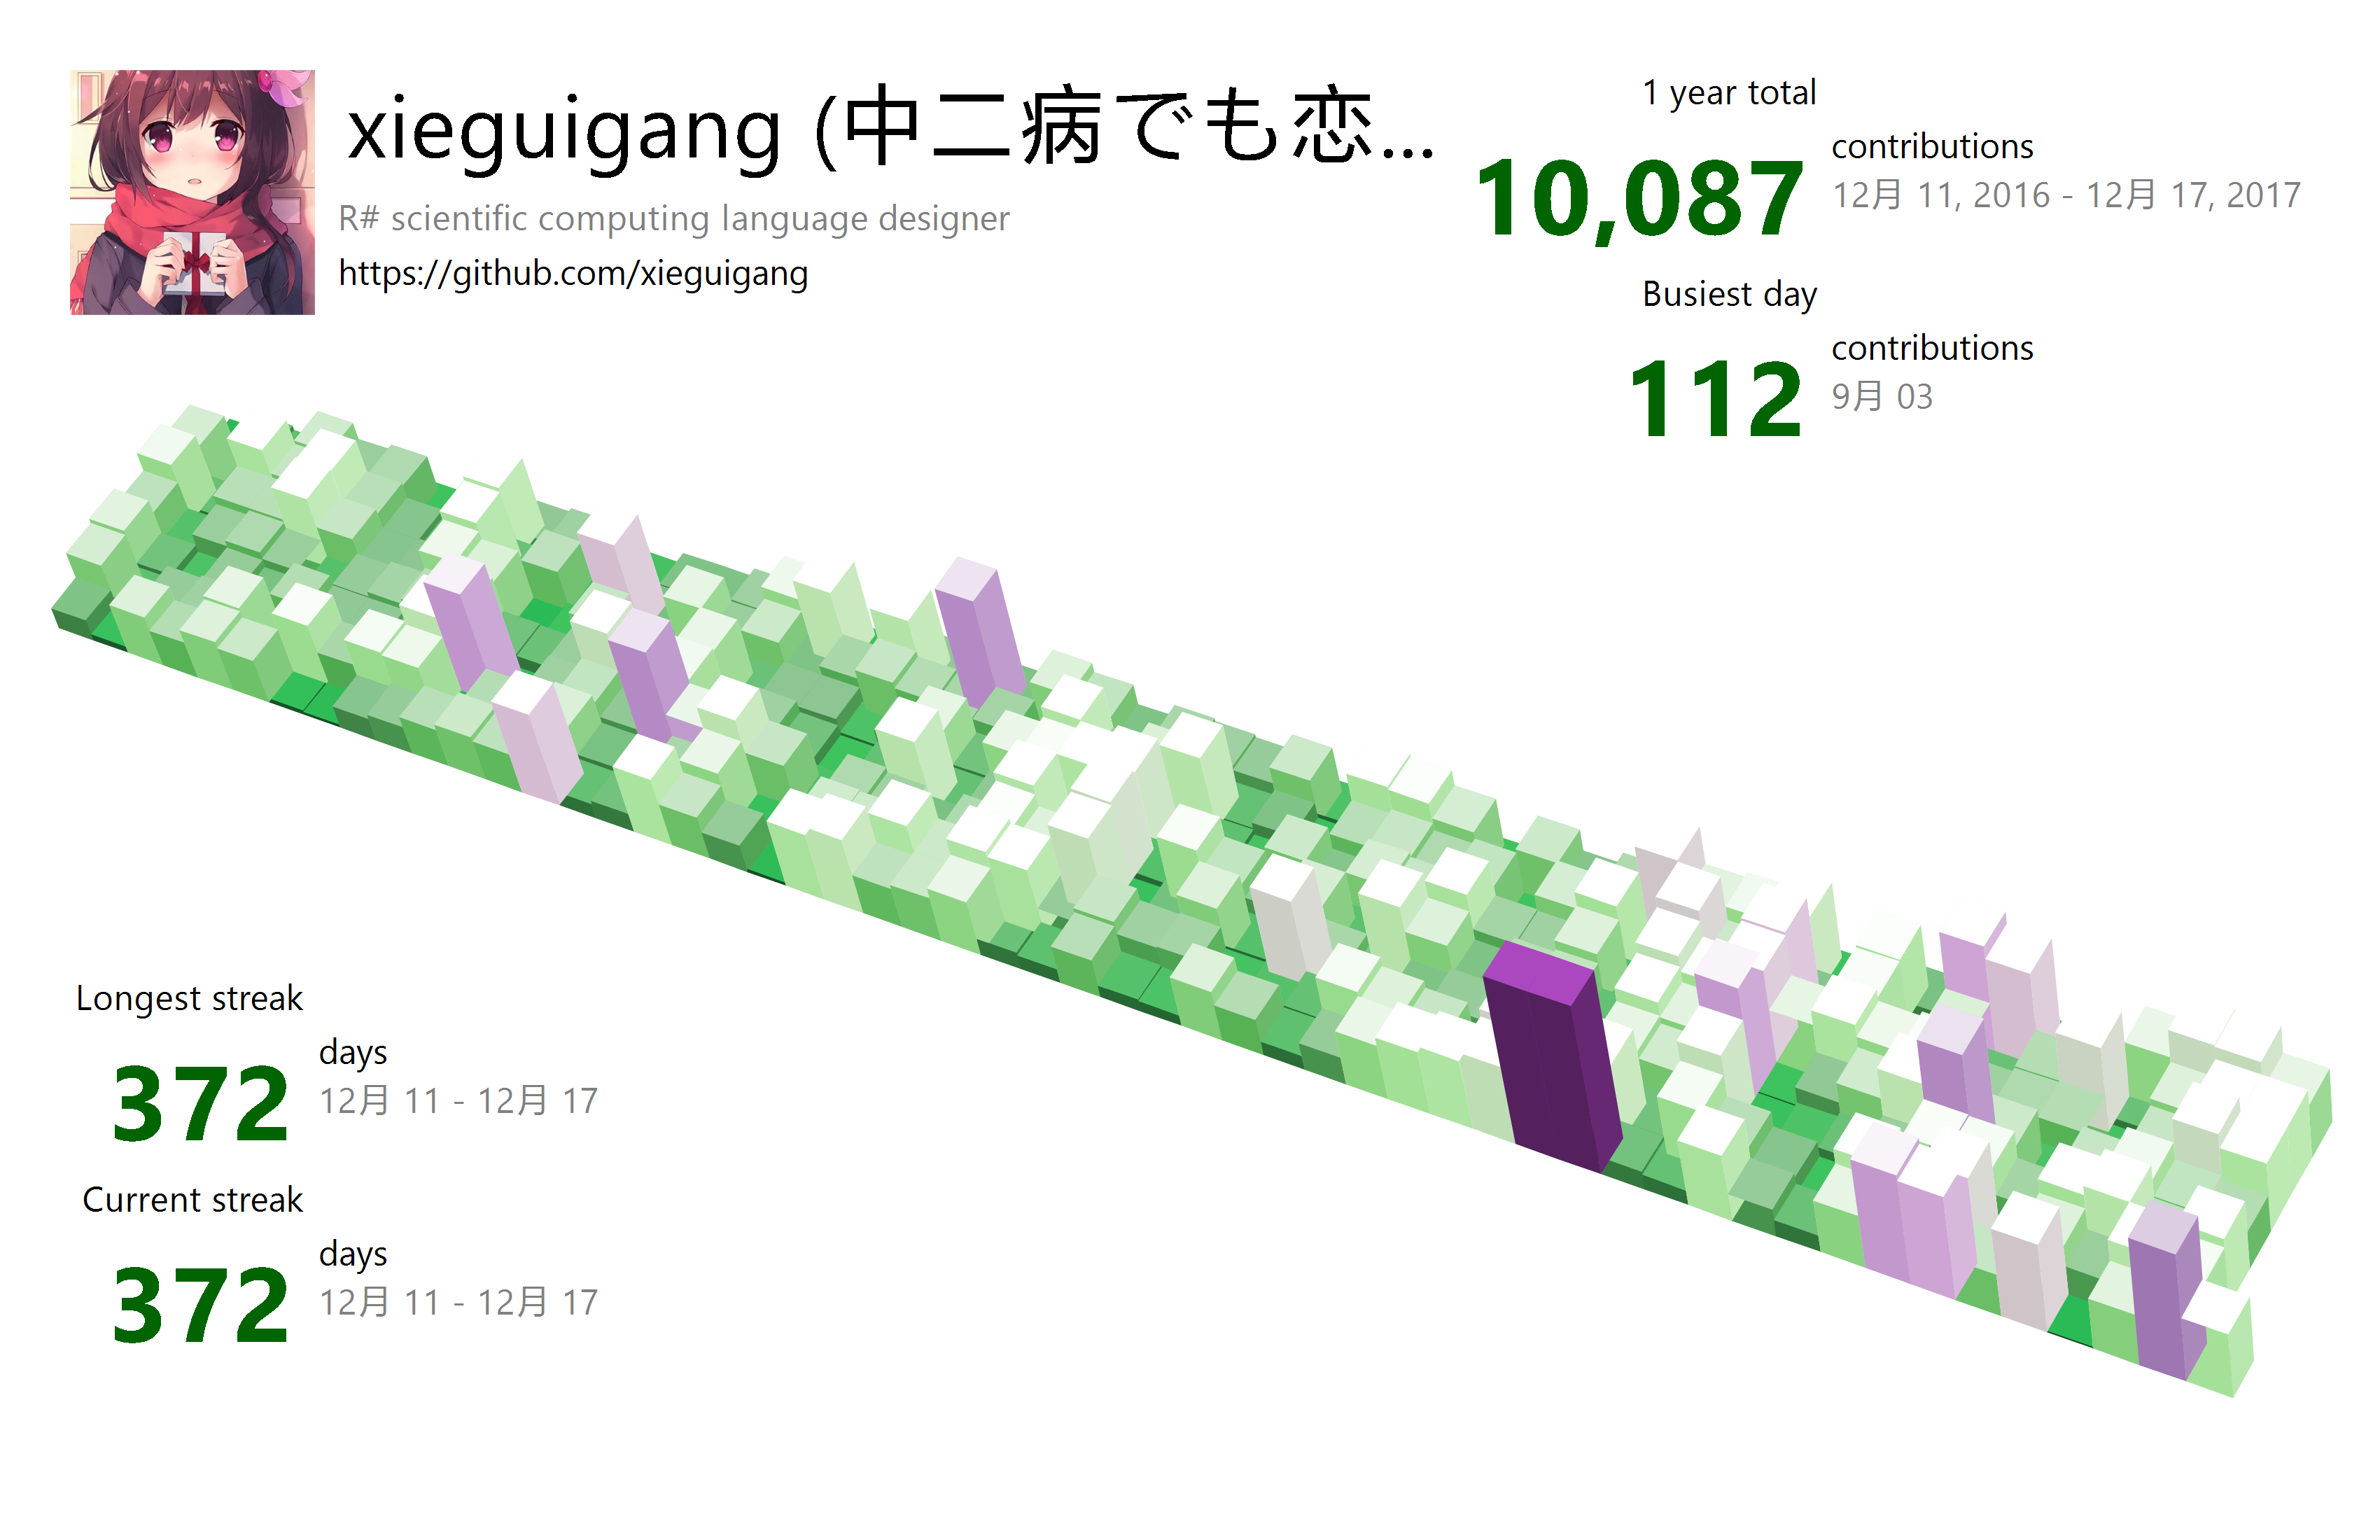 xieguigang (中二病でも恋...
R# scientific computing language designer
https://github.com/xieguigang
1 year total
10,087
contributions
12月 11, 2016 - 12月 17, 2017
Busiest day
112
contributions
9月 03
Longest streak
372
days
12月 11 - 12月 17
Current streak
372
days
12月 11 - 12月 17